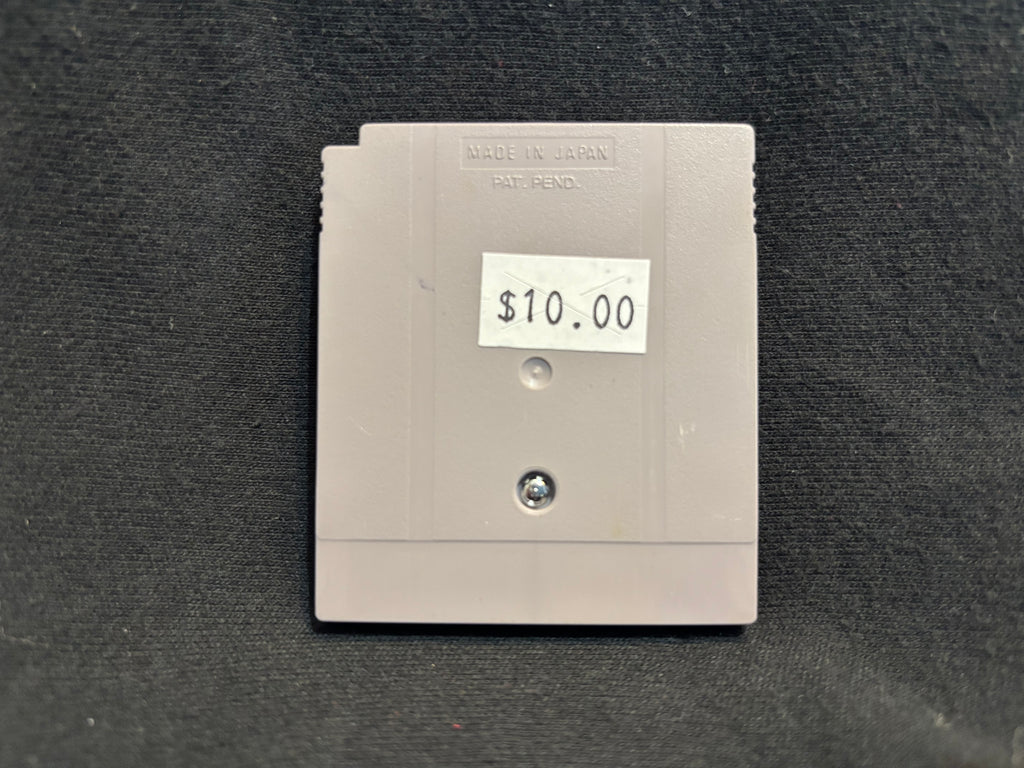 MADE IN JAPAN
PAT. PEND.
$10.00